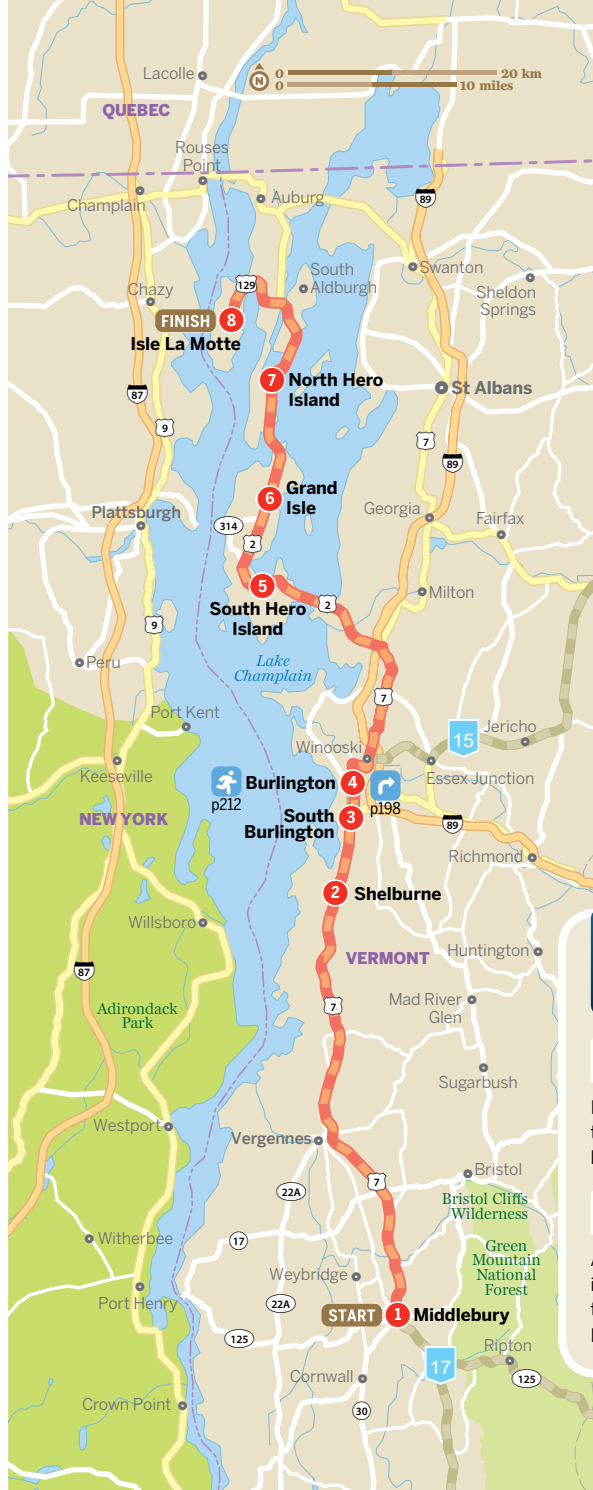 Lacolle
N
0
20 km
0
10 miles
QUEBEC
Rouses
Point
Champlain
Auburg
89
Swanton
South
Aldburgh
Sheldon
Springs
129
Chazy
FINISH
8
Isle La Motte
7
North Hero
Island
87
St Albans
9
7
89
6
Grand
Isle
Plattsburgh
314
Georgia
Fairfax
2
5
South Hero
Island
2
Milton
9
Lake
Champlain
Peru
7
Port Kent
15
Jericho
Winooski
Keeseville
p212
Burlington
4
p198
Essex Junction
NEW YORK
South
Burlington
3
89
Richmond
2
Shelburne
Willsboro
VERMONT
Huntington
87
Adirondack
Park
7
Mad River
Glen
Sugarbush
Westport
Vergennes
7
Bristol
22A
Bristol Cliffs
Wilderness
17
Witherbee
Green
Mountain
National
Forest
Weybridge
Port Henry
22A
START
1
Middlebury
125
17
Ripton
125
Cornwall
30
Crown Point